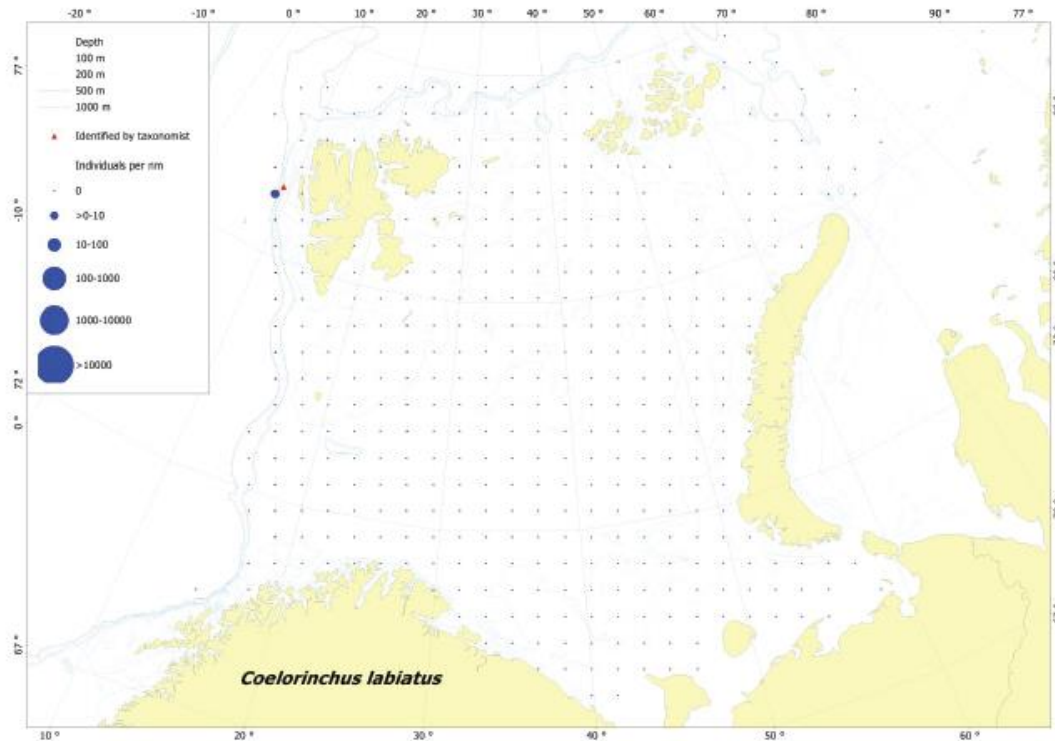 -20 ° -10 ° 0 ° 10 ° 20 ° 30 ° 40 ° 50 ° 60 ° 70 ° 80 ° 90 ° 77 °
Depth
100 m
200 m
500 m
1000 m
Identified by taxonomist
Individuals per nm
0
>0-10
10-100
100-1000
1000-10000
>10000
77 °
-10 °
72 °
0 °
67 °
Coelorinchus labiatus
10 ° 20 ° 30 ° 40 ° 50 ° 60 °